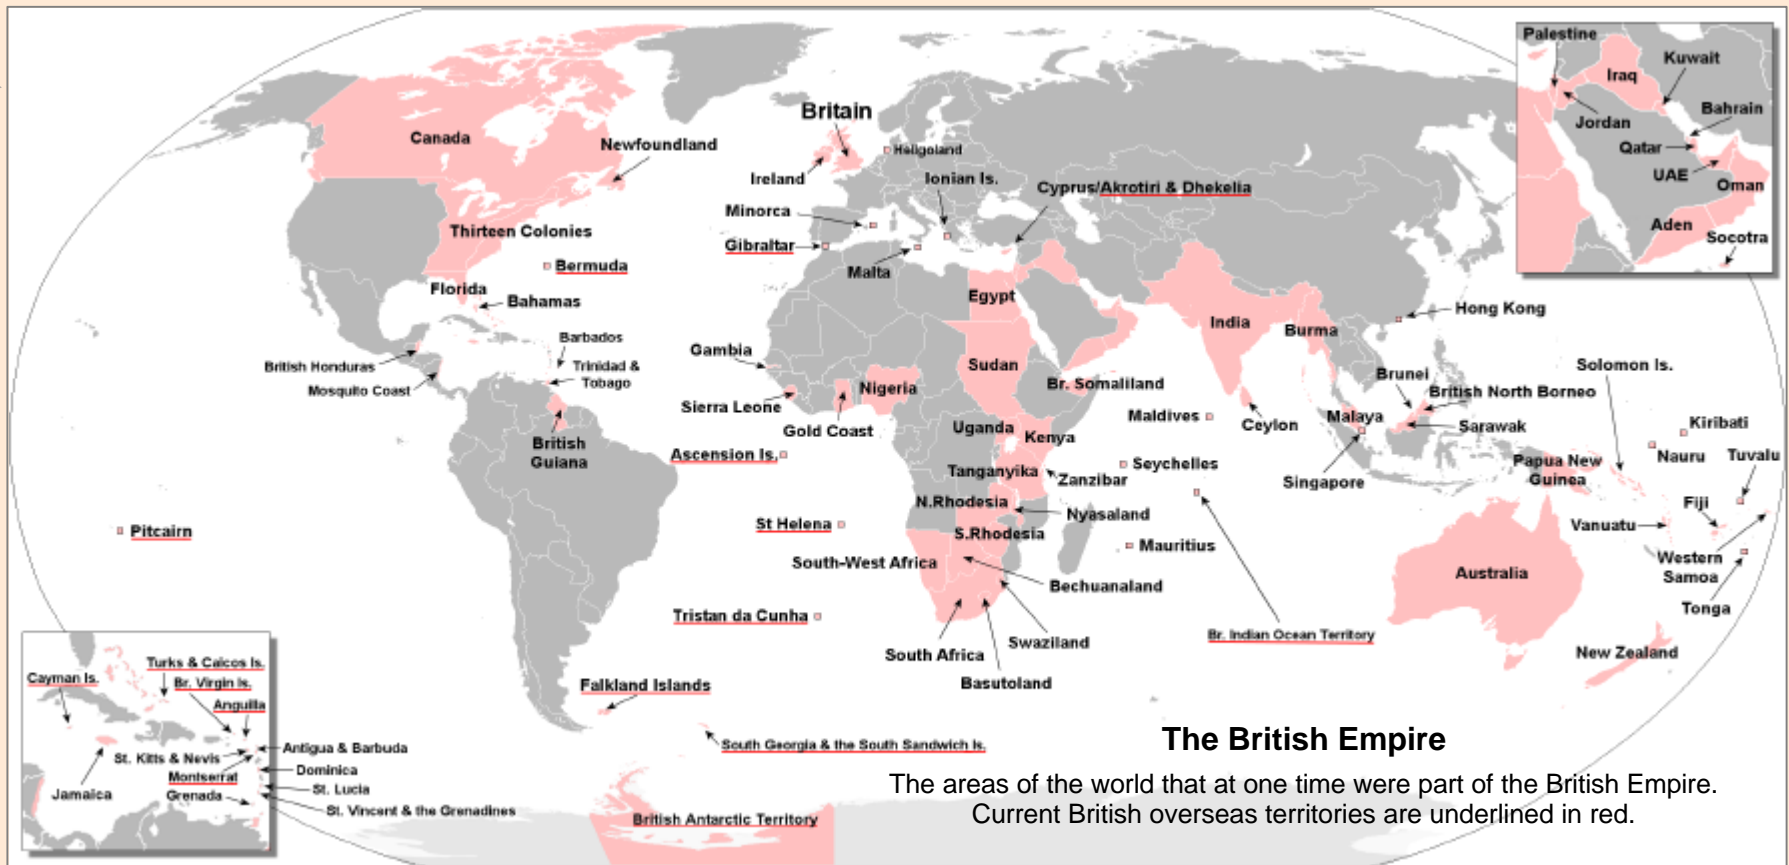 Palestine
Kuwait
Iraq
Bahrain
Jordan
Qatar
UAE
Oman
Aden
Socotra
Britain
Canada
Newfoundland
Heligoland
Ireland
Ionian Is.
Cyprus/Akrotiri & Dhekelia
Minorca
Thirteen Colonies
Gibraltar
Bermuda
Malta
Florida
Bahamas
Egypt
Hong Kong
India
Burma
Barbados
Gambia
British Honduras
Trinidad &
Tobago
Sudan
Solomon Is.
Mosquito Coast
Nigeria
Br. Somaliland
Brunei
British North Borneo
Sierra Leone
Maldives
Malaya
Ceylon
Sarawak
Kiribati
Gold Coast
Uganda
Kenya
British
Guiana
Ascension Is.
Nauru
Tuvalu
Seychelles
Papua New
Guinea
Tanganyika
Zanzibar
Singapore
N.Rhodesia
Fiji
Nyasaland
Pitcairn
St Helena
Vanuatu
S.Rhodesia
Mauritius
Western
Samoa
South-West Africa
Australia
Bechuanaland
Tonga
Tristan da Cunha
Br. Indian Ocean Territory
Swaziland
South Africa
New Zealand
Basutoland
Falkland Islands
Turks & Caicos Is.
Cayman Is.
Br. Virgin Is.
Anguilla
South Georgia & the South Sandwich Is.
Antigua & Barbuda
St. Kitts & Nevis
Dominica
Montserrat
St. Lucia
Jamaica
Grenada
St. Vincent & the Grenadines
British Antarctic Territory
The British Empire
The areas of the world that at one time were part of the British Empire.
Current British overseas territories are underlined in red.